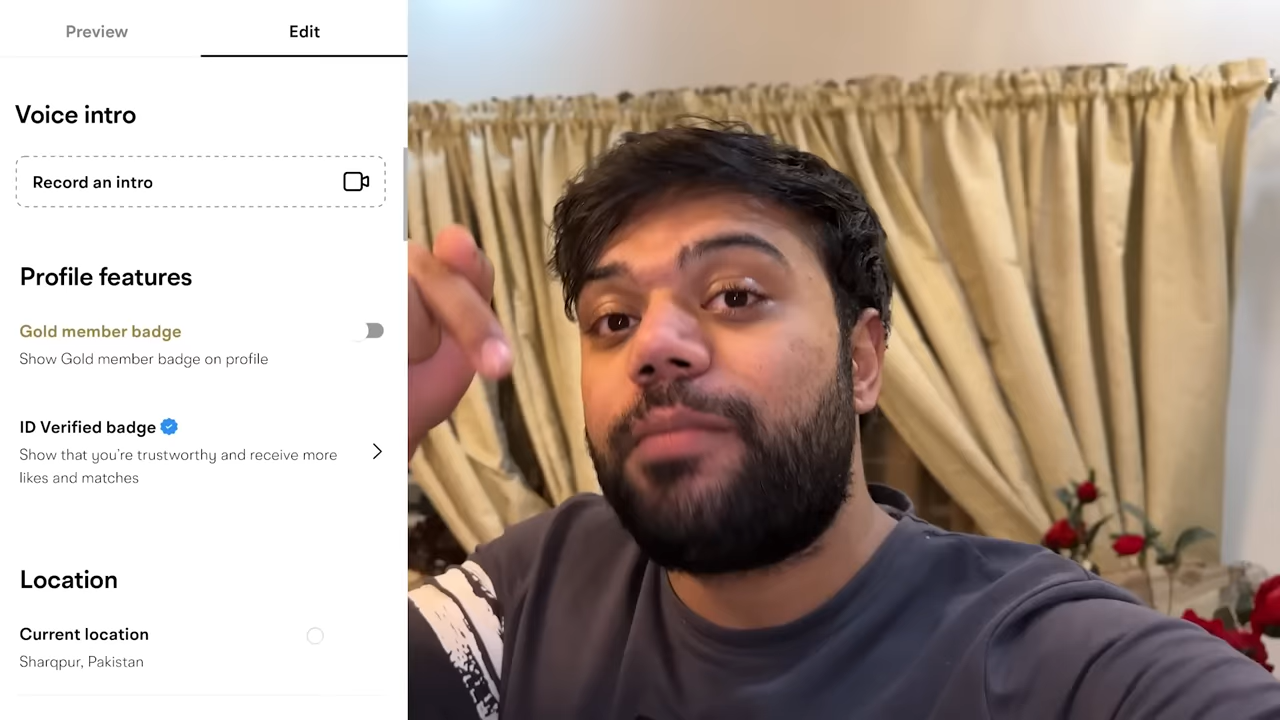 Preview
Edit
Voice intro
Record an intro
Profile features
Gold member badge
Show Gold member badge on profile
ID Verified badge
Show that you're trustworthy and receive more
likes and matches
Location
Current location
Sharqpur, Pakistan